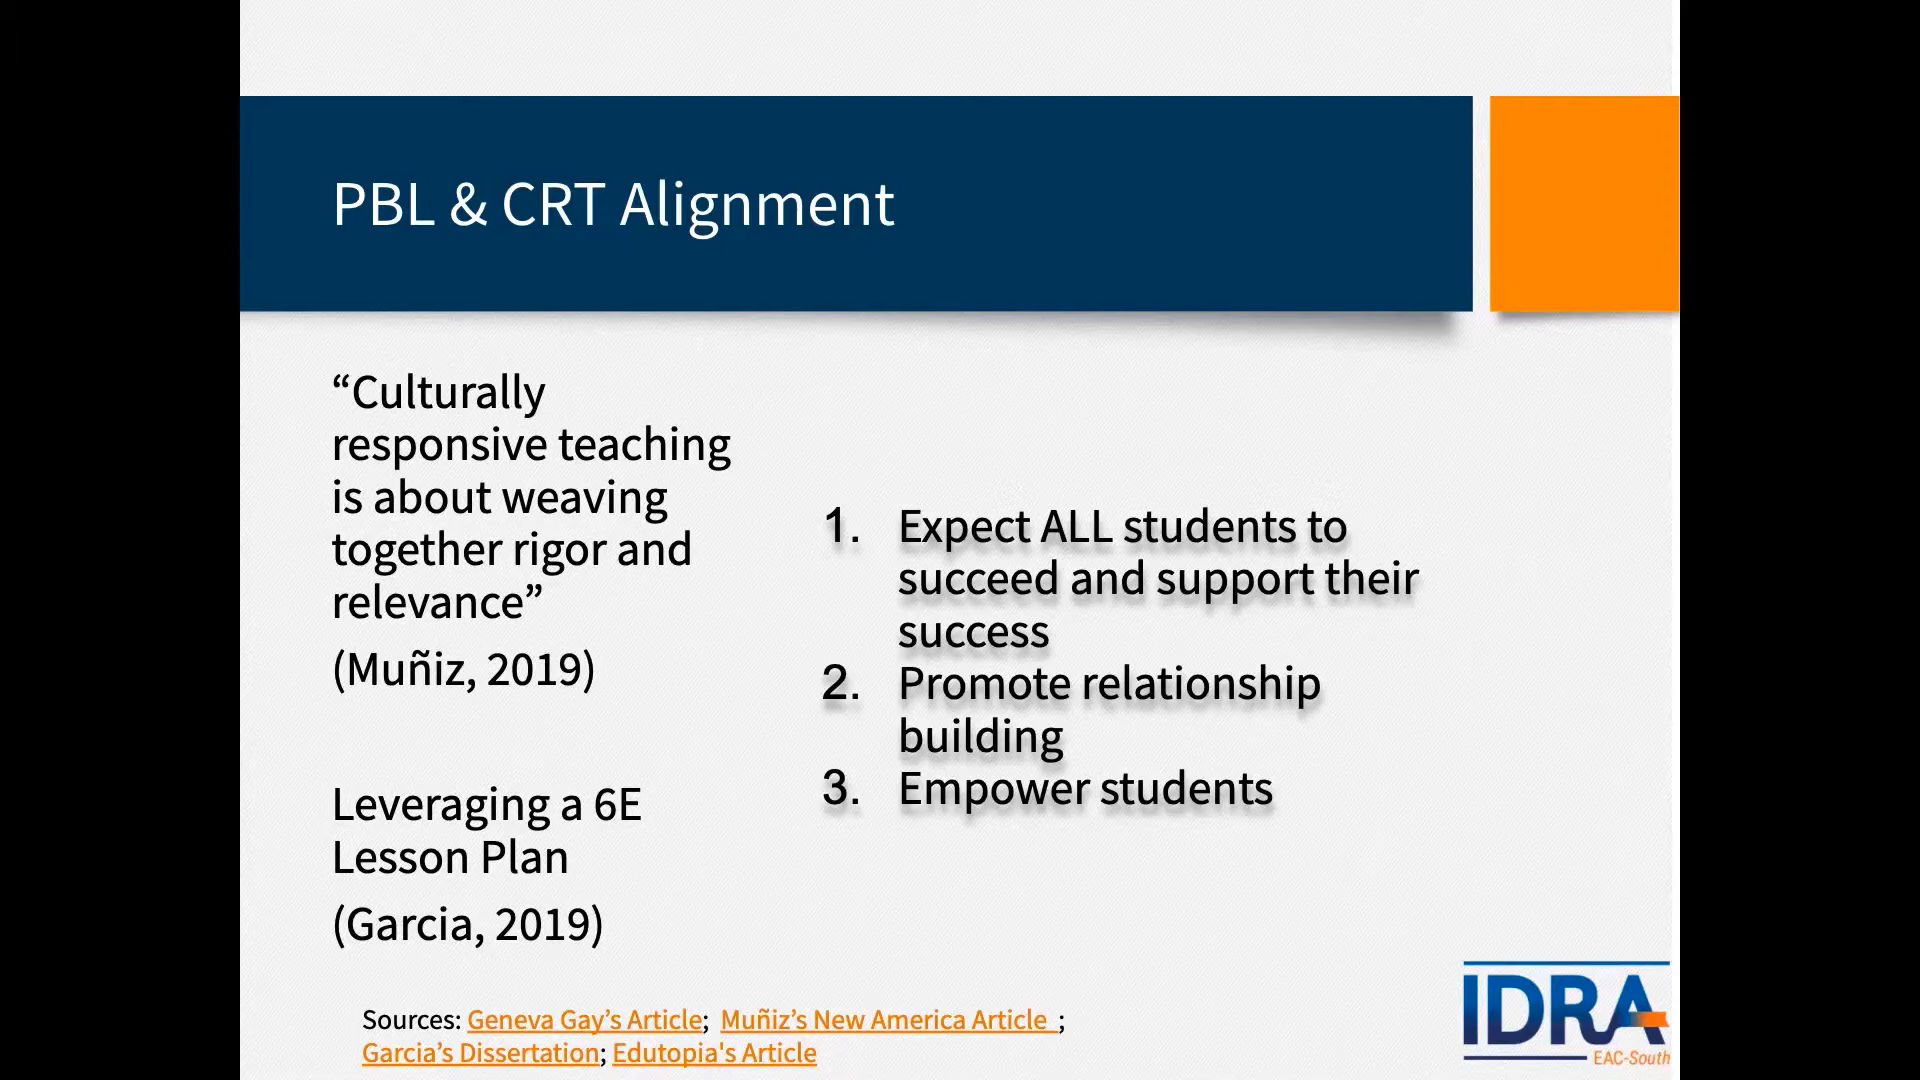 PBL & CRT Alignment
“Culturally
responsive teaching
is about weaving
together rigor and
relevance”
(Muñiz, 2019)
Leveraging a 6E
Lesson Plan
(Garcia, 2019)
1. Expect ALL students to
succeed and support their
success
2. Promote relationship
building
3. Empower students
Sources: Geneva Gay’s Article; Muñiz’s New America Article ;
Garcia’s Dissertation; Edutopia's Article
IDRA
EAC-South